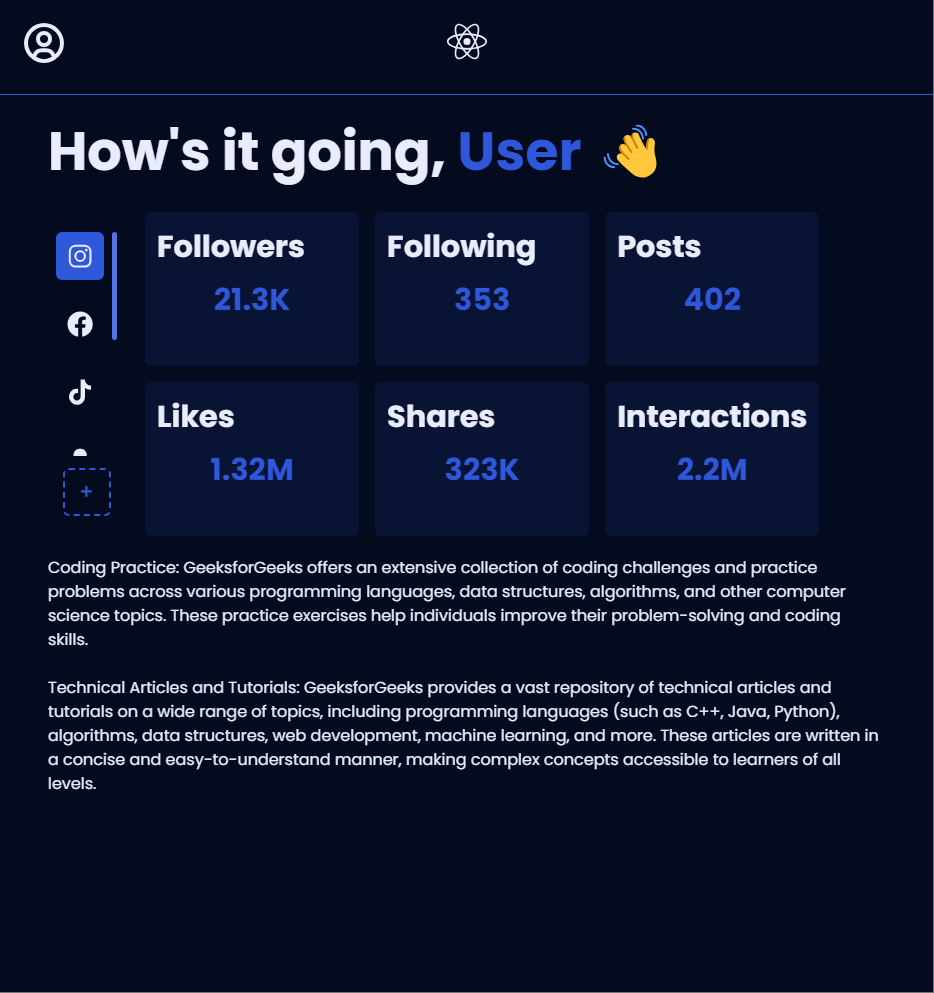 How's it going, User 👋
Followers
21.3K
Following
353
Posts
402
Likes
1.32M
Shares
323K
Interactions
2.2M
+
Coding Practice: GeeksforGeeks offers an extensive collection of coding challenges and practice
problems across various programming languages, data structures, algorithms, and other computer
science topics. These practice exercises help individuals improve their problem-solving and coding
skills.
Technical Articles and Tutorials: GeeksforGeeks provides a vast repository of technical articles and
tutorials on a wide range of topics, including programming languages (such as C++, Java, Python),
algorithms, data structures, web development, machine learning, and more. These articles are written in
a concise and easy-to-understand manner, making complex concepts accessible to learners of all
levels.